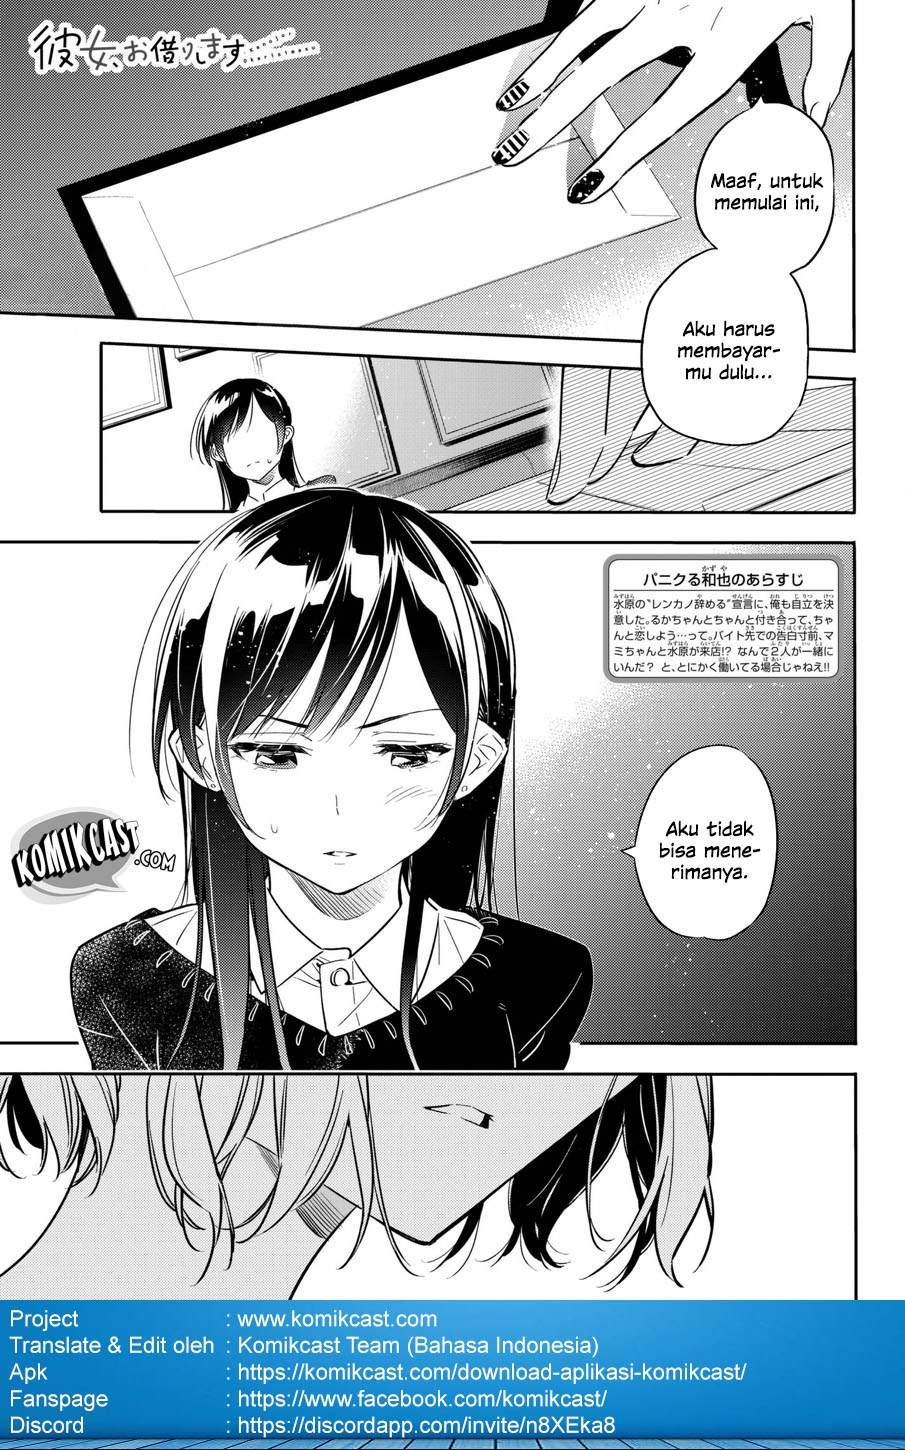 彼女、お借りします
Maaf, untuk
memulai ini,
Aku harus
membayar-
mu dulu...
パニクる和也のあらすじ
水原の“レンカノ辞める”宣言に、俺も自立を決
意した。るかちゃんとちゃんと付き合って、ちゃ
んと恋しよう…って。バイト先での告白寸前、マ
ミちゃんと水原が来店!? なんで2人が一緒に
いんだ? と、とにかく働いてる場合じゃねえ!!
Aku tidak
bisa mene-
rimanya.
KOMIKCAST
.COM
Project : www.komikcast.com
Translate & Edit oleh : Komikcast Team (Bahasa Indonesia)
Apk : https://komikcast.com/download-aplikasi-komikcast/
Fanspage : https://www.facebook.com/komikcast/
Discord : https://discordapp.com/invite/n8XEka8